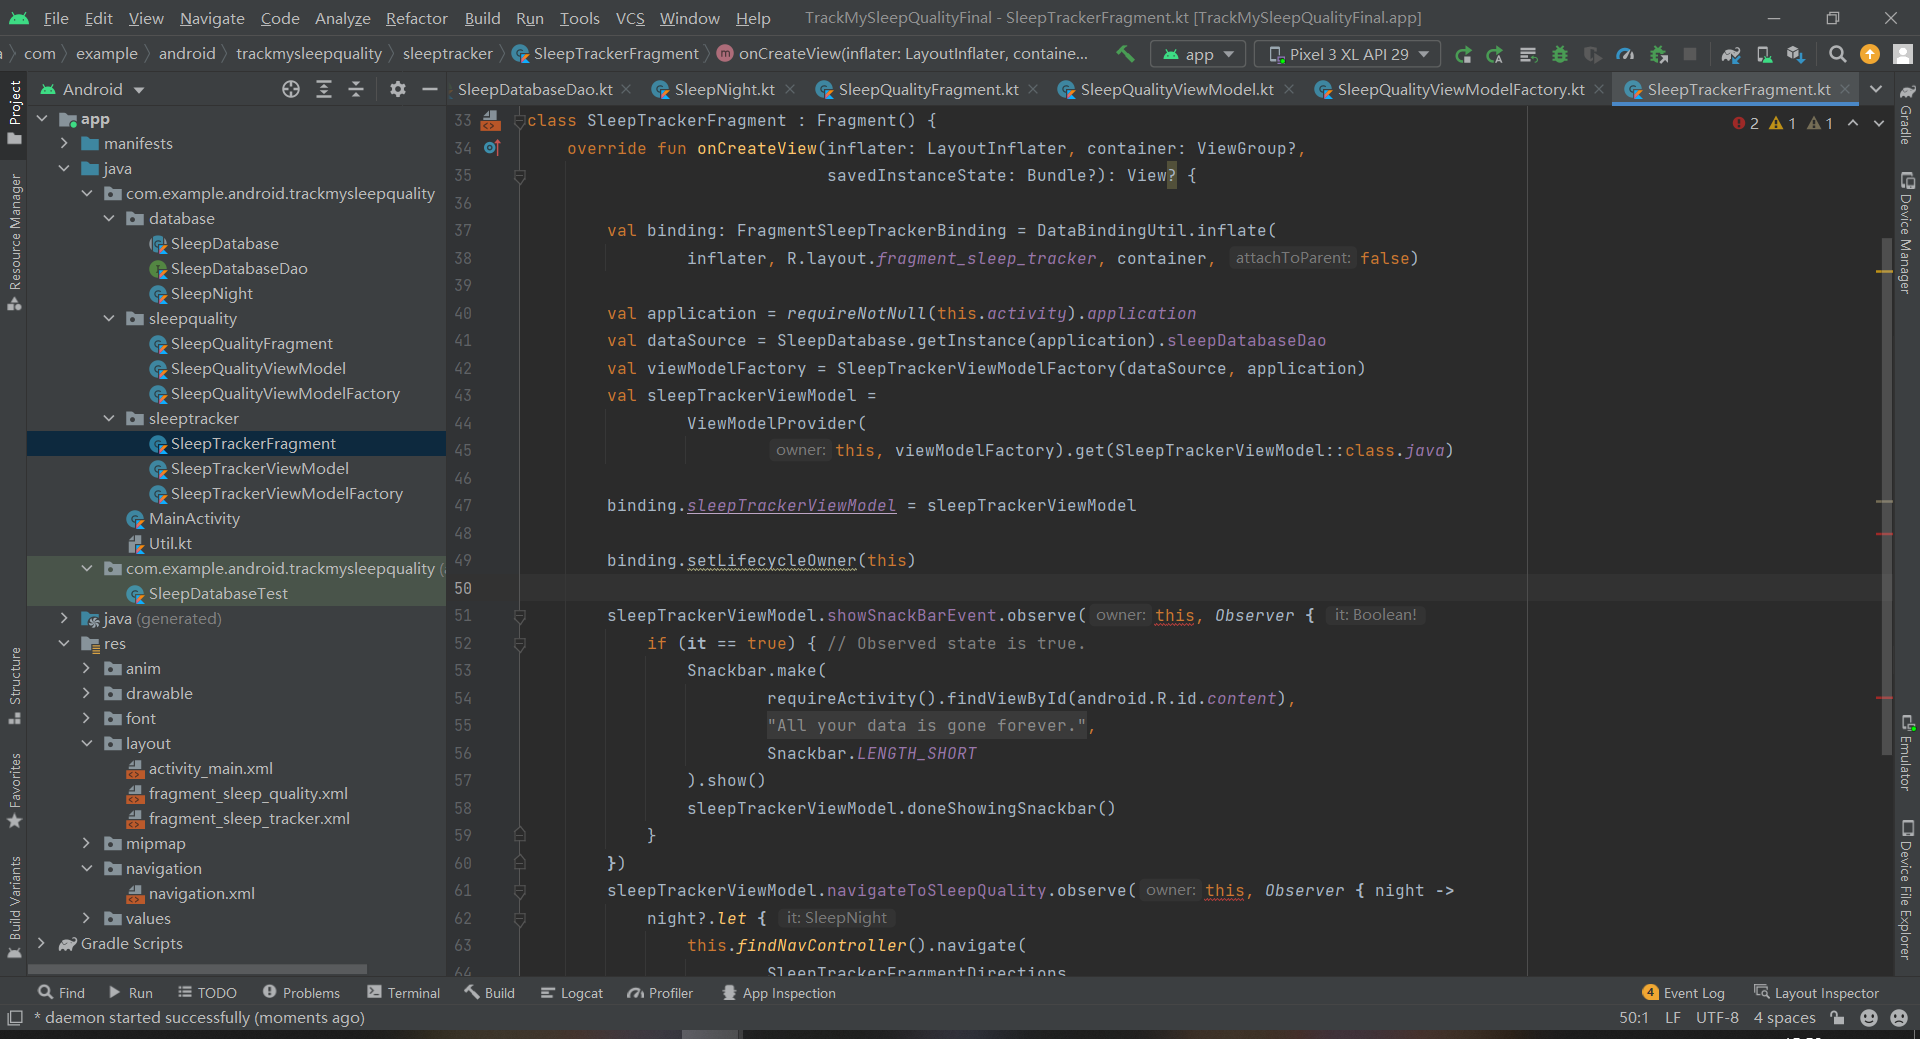 File Edit View Navigate Code Analyze Refactor Build Run Tools VCS Window Help TrackMySleepQualityFinal - SleepTrackerFragment.kt [TrackMySleepQualityFinal.app]
com example android trackmysleepquality sleeptracker SleepTrackerFragment onCreateView(inflater: LayoutInflater, containe... app Pixel 3 XL API 29
Android SleepDatabaseDao.kt SleepNight.kt SleepQualityFragment.kt SleepQualityViewModel.kt SleepQualityViewModelFactory.kt SleepTrackerFragment.kt
Project
Resource Manager
Structure
Favorites
Build Variants
app
manifests
java
com.example.android.trackmysleepquality
database
SleepDatabase
SleepDatabaseDao
SleepNight
sleepquality
SleepQualityFragment
SleepQualityViewModel
SleepQualityViewModelFactory
sleeptracker
SleepTrackerFragment
SleepTrackerViewModel
SleepTrackerViewModelFactory
MainActivity
Util.kt
com.example.android.trackmysleepquality
SleepDatabaseTest
java (generated)
res
anim
drawable
font
layout
activity_main.xml
fragment_sleep_quality.xml
fragment_sleep_tracker.xml
mipmap
navigation
navigation.xml
values
Gradle Scripts
2 1 1
33 class SleepTrackerFragment : Fragment() {
34 override fun onCreateView(inflater: LayoutInflater, container: ViewGroup?,
35 savedInstanceState: Bundle?): View? {
36
37 val binding: FragmentSleepTrackerBinding = DataBindingUtil.inflate(
38 inflater, R.layout.fragment_sleep_tracker, container, attachToParent: false)
39
40 val application = requireNotNull(this.activity).application
41 val dataSource = SleepDatabase.getInstance(application).sleepDatabaseDao
42 val viewModelFactory = SleepTrackerViewModelFactory(dataSource, application)
43 val sleepTrackerViewModel =
44 ViewModelProvider(
45 owner: this, viewModelFactory).get(SleepTrackerViewModel::class.java)
46
47 binding.sleepTrackerViewModel = sleepTrackerViewModel
48
49 binding.setLifecycleOwner(this)
50
51 sleepTrackerViewModel.showSnackBarEvent.observe( owner: this, Observer { it: Boolean!
52 if (it == true) { // Observed state is true.
53 Snackbar.make(
54 requireActivity().findViewById(android.R.id.content),
55 "All your data is gone forever.",
56 Snackbar.LENGTH_SHORT
57 ).show()
58 sleepTrackerViewModel.doneShowingSnackbar()
59 }
60 })
61 sleepTrackerViewModel.navigateToSleepQuality.observe( owner: this, Observer { night ->
62 night?.let { it: SleepNight
63 this.findNavController().navigate(
64 SleepTrackerFragmentDirections
Gradle
Device Manager
Emulator
Device File Explorer
Find Run TODO Problems Terminal Build Logcat Profiler App Inspection 4 Event Log Layout Inspector
* daemon started successfully (moments ago) 50:1 LF UTF-8 4 spaces